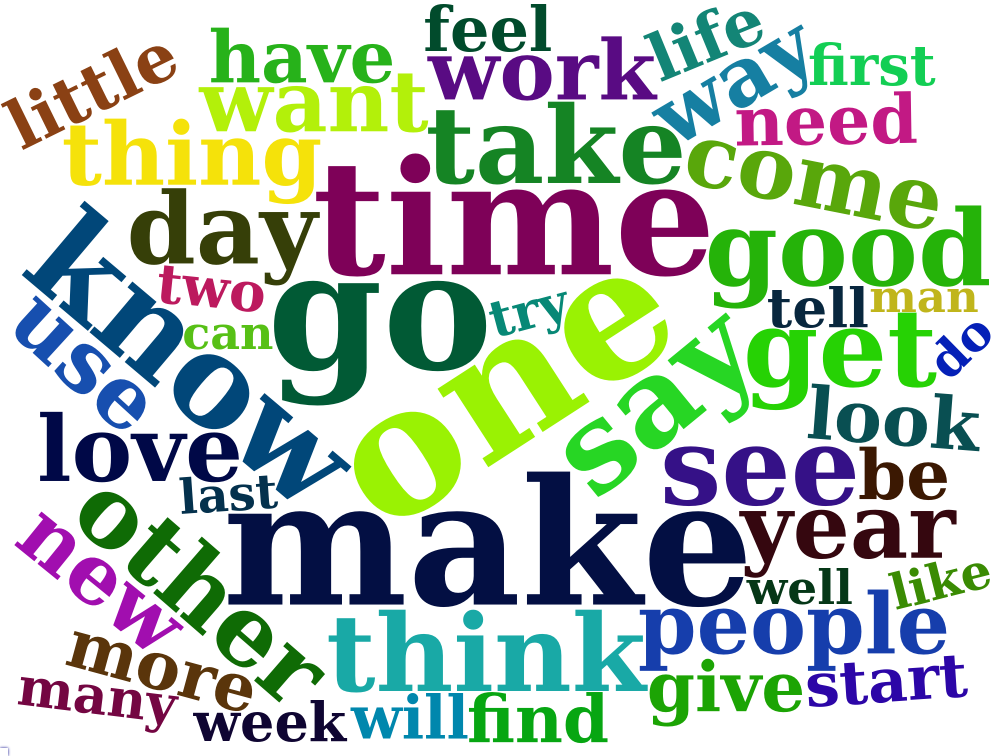 feel
life
little
have
work
way
first
want
need
thing
take
come
time
day
good
know
two
go
try
tell
man
use
can
one
say
get
do
love
look
last
see
be
make
year
other
new
well
like
think
people
more
many
give
start
week
will
find